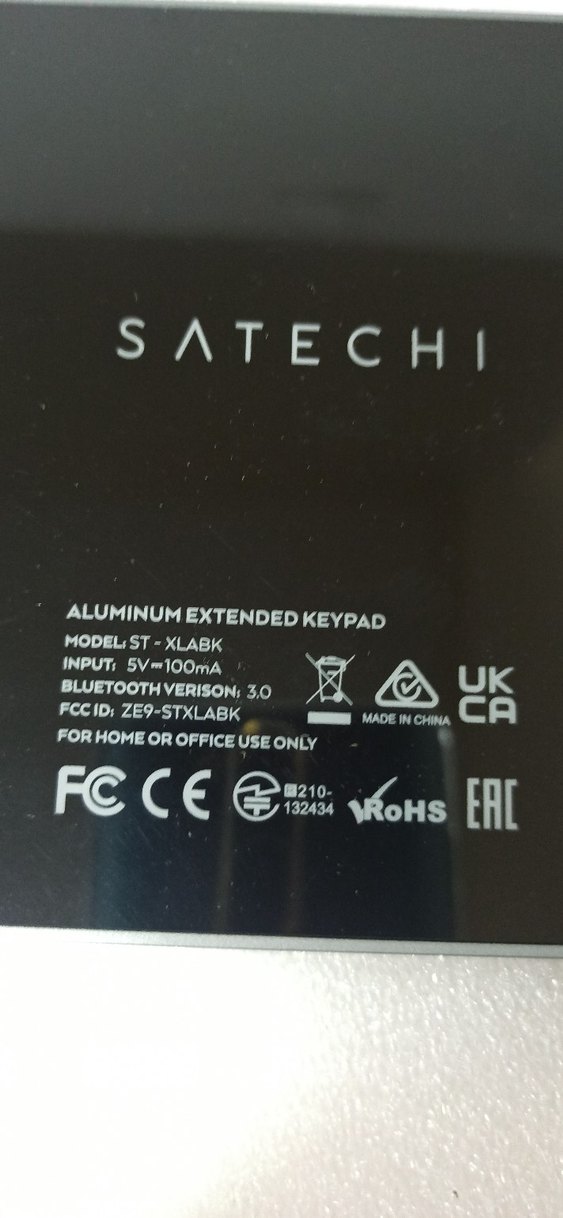 SATECHI
ALUMINUM EXTENDED KEYPAD
MODEL: ST - XLABK
INPUT: 5V⎓100mA
BLUETOOTH VERISON: 3.0
FCC ID: ZE9-STXLABK
FOR HOME OR OFFICE USE ONLY
MADE IN CHINA
UK
CA
FC CE
210-
132434
RoHS
EAC